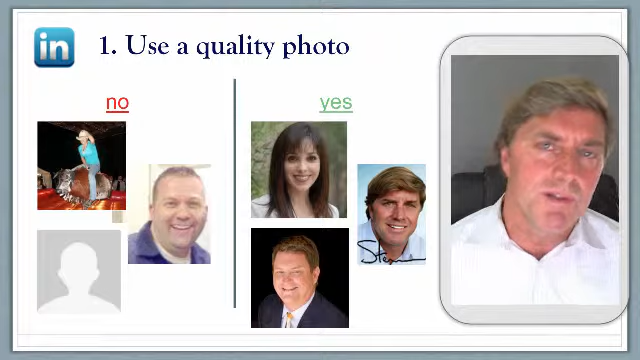 in
1. Use a quality photo
no
yes